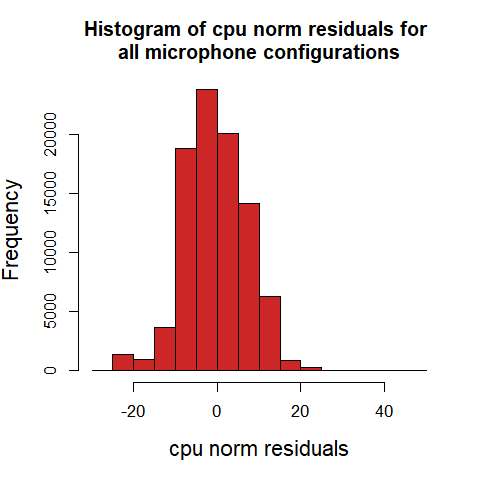 Histogram of cpu norm residuals for
all microphone configurations
Frequency
20000
15000
10000
5000
0
-20 0 20 40
cpu norm residuals